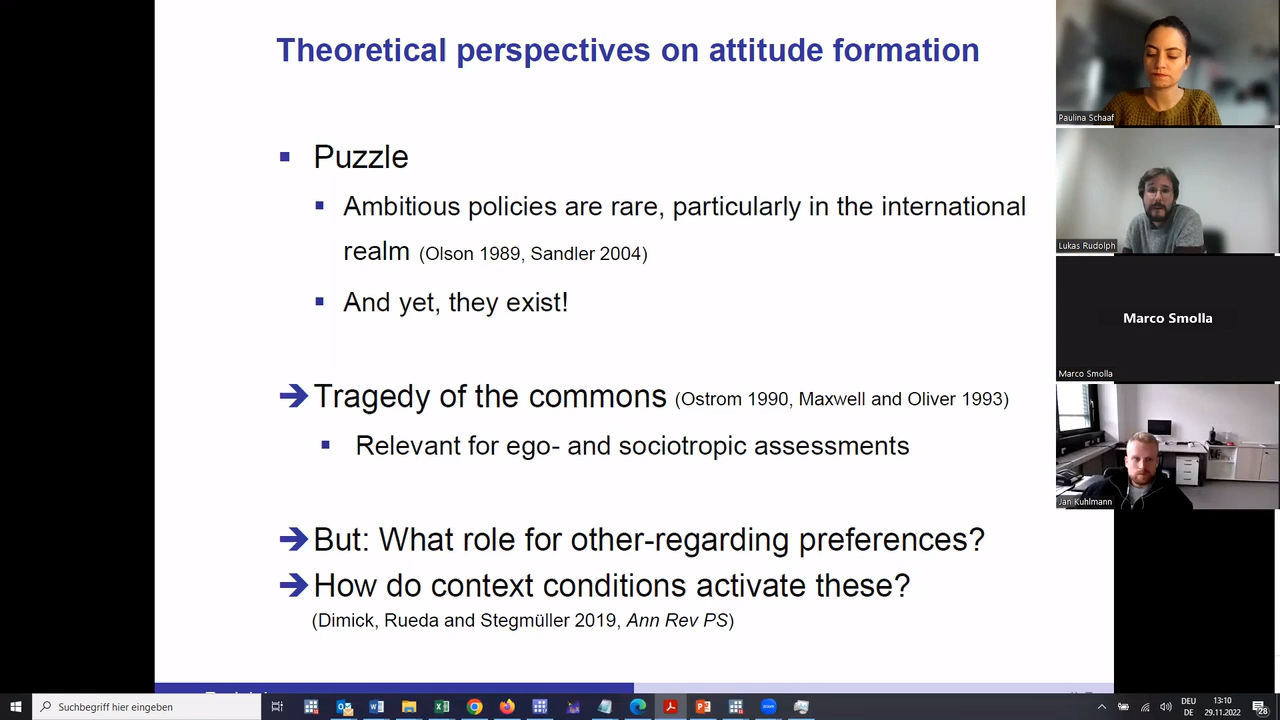 Theoretical perspectives on attitude formation
Puzzle
Ambitious policies are rare, particularly in the international
realm (Olson 1989, Sandler 2004)
And yet, they exist!
Tragedy of the commons (Ostrom 1990, Maxwell and Oliver 1993)
Relevant for ego- and sociotropic assessments
But: What role for other-regarding preferences?
How do context conditions activate these?
(Dimick, Rueda and Stegmüller 2019, Ann Rev PS)
Paulina Schaaf
Lukas Rudolph
Marco Smolla
Marco Smolla
Jan Kuhlmann
Suchbegriff hier eingeben
DEU
DE
13:10
29.11.2022
28